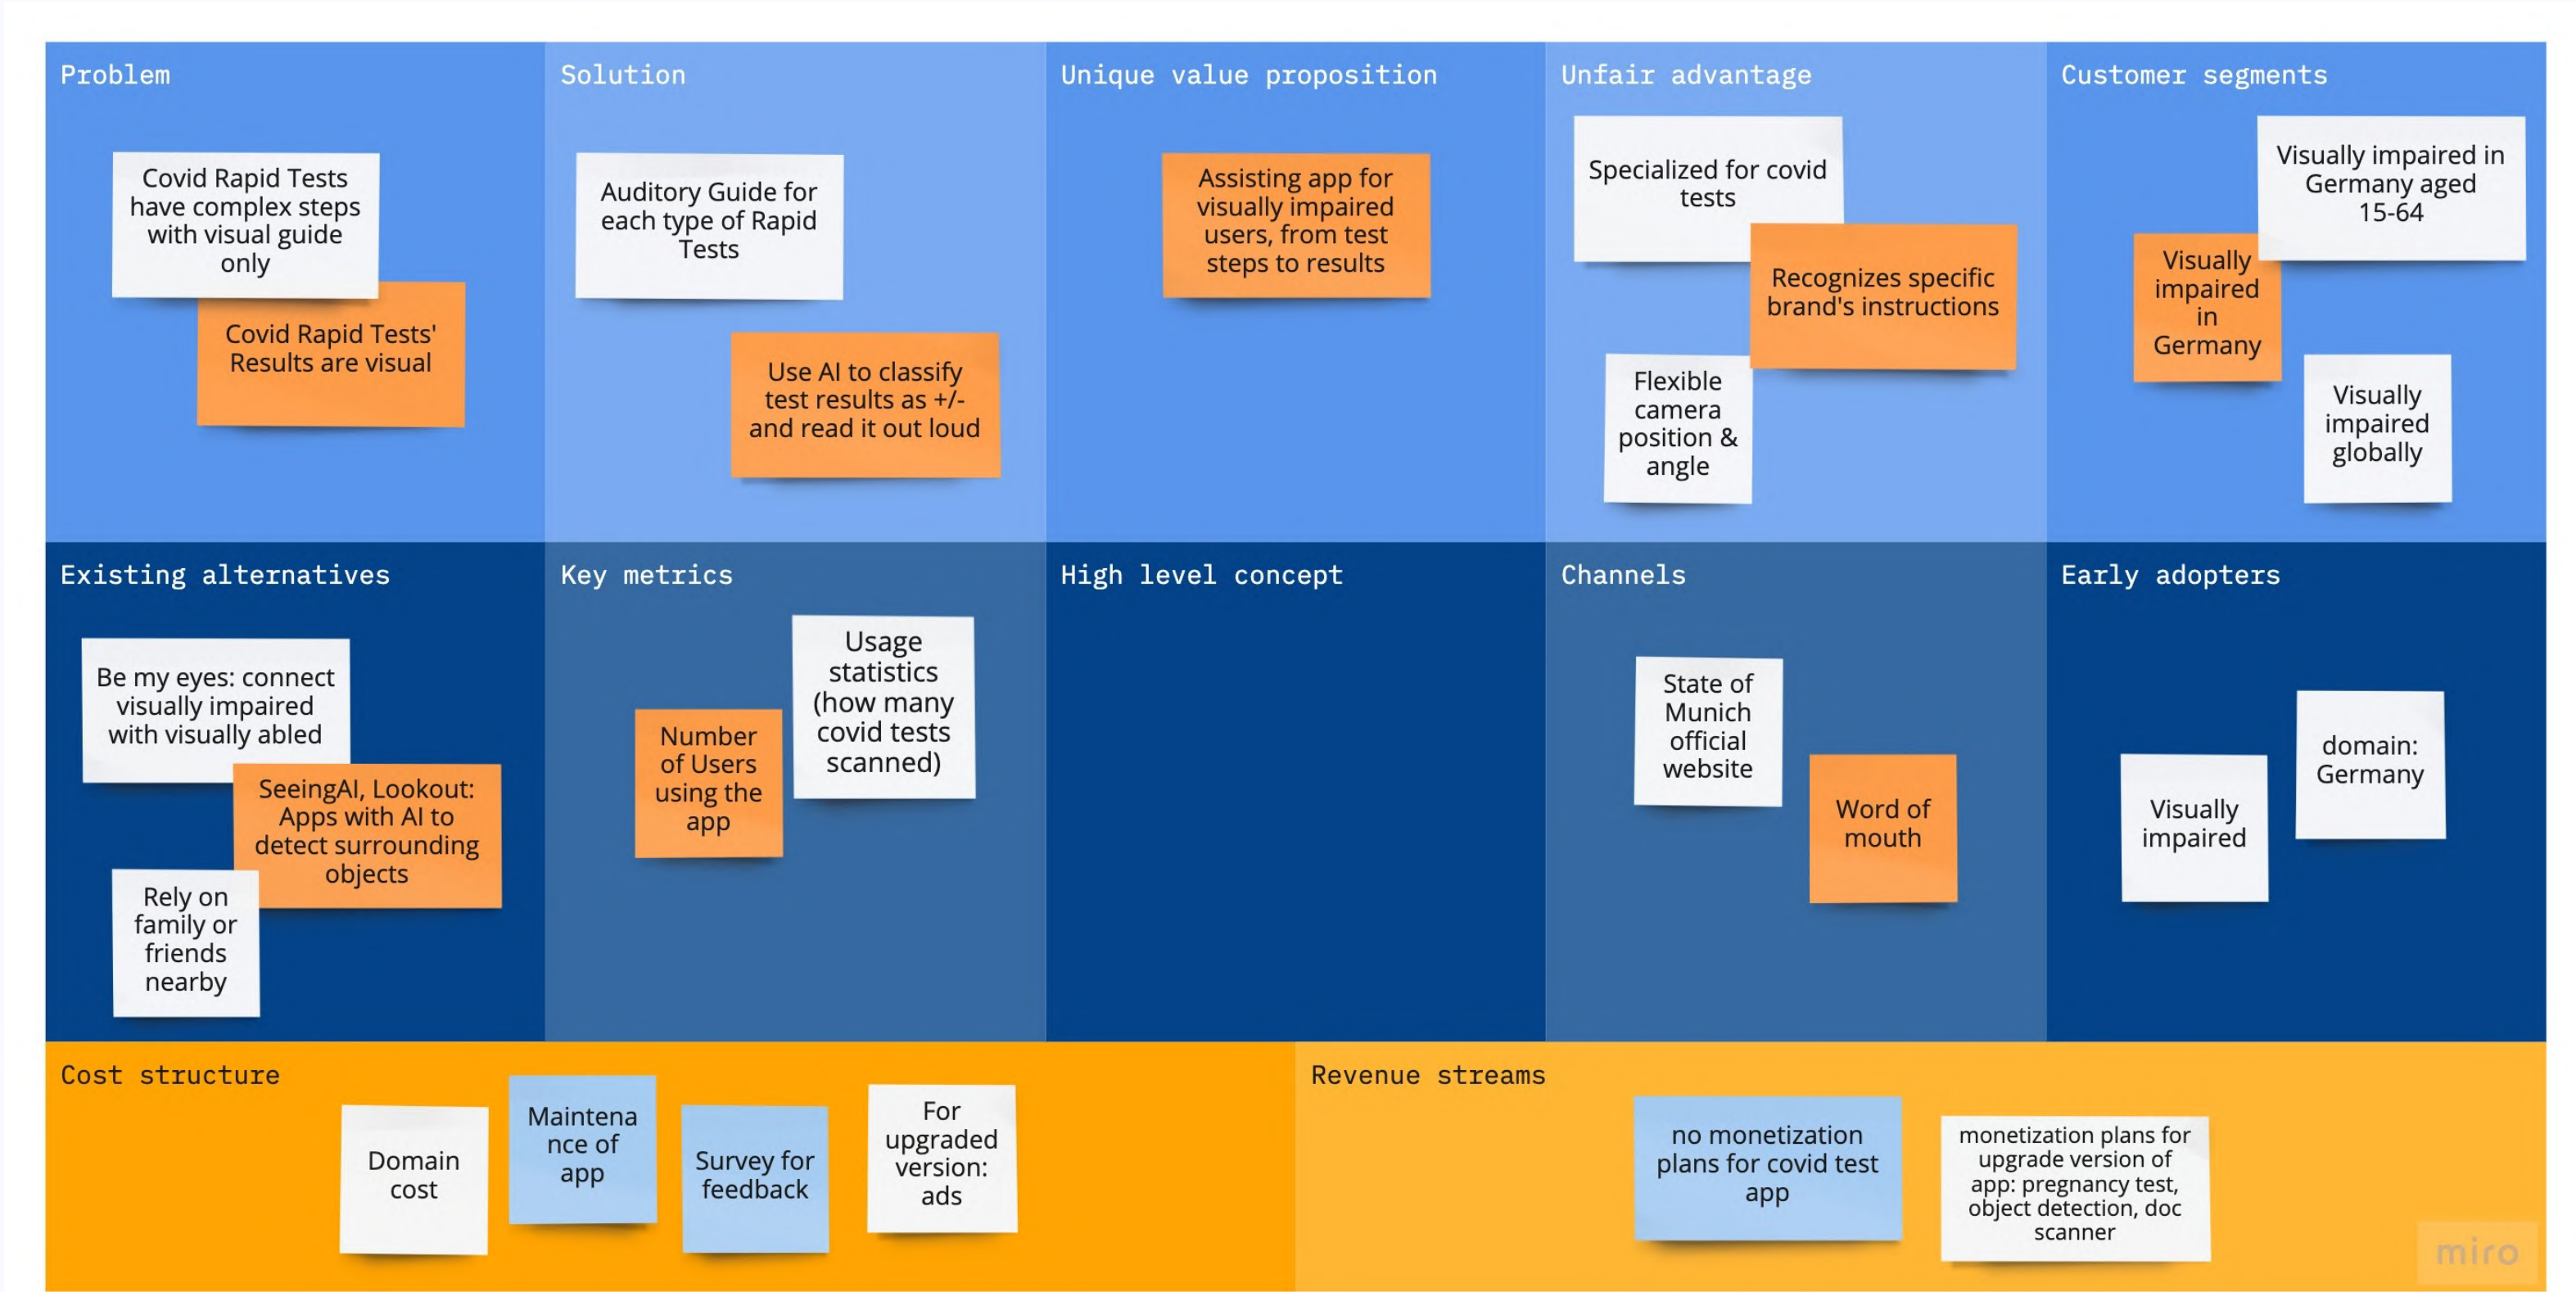 Problem
Covid Rapid Tests
have complex steps
with visual guide
only
Covid Rapid Tests'
Results are visual
Solution
Auditory Guide for
each type of Rapid
Tests
Use AI to classify
test results as +/-
and read it out loud
Unique value proposition
Assisting app for
visually impaired
users, from test
steps to results
Unfair advantage
Specialized for covid
tests
Recognizes specific
brand's instructions
Flexible
camera
position &
angle
Customer segments
Visually impaired in
Germany aged
15-64
Visually
impaired
in
Germany
Visually
impaired
globally
Existing alternatives
Be my eyes: connect
visually impaired
with visually abled
SeeingAI, Lookout:
Apps with AI to
detect surrounding
objects
Rely on
family or
friends
nearby
Key metrics
Usage
statistics
(how many
covid tests
scanned)
Number
of Users
using the
app
High level concept
Channels
State of
Munich
official
website
Word of
mouth
Early adopters
domain:
Germany
Visually
impaired
Cost structure
Domain
cost
Maintena
nce of
app
Survey for
feedback
For
upgraded
version:
ads
Revenue streams
no monetization
plans for covid test
app
monetization plans for
upgrade version of
app: pregnancy test,
object detection, doc
scanner
miro